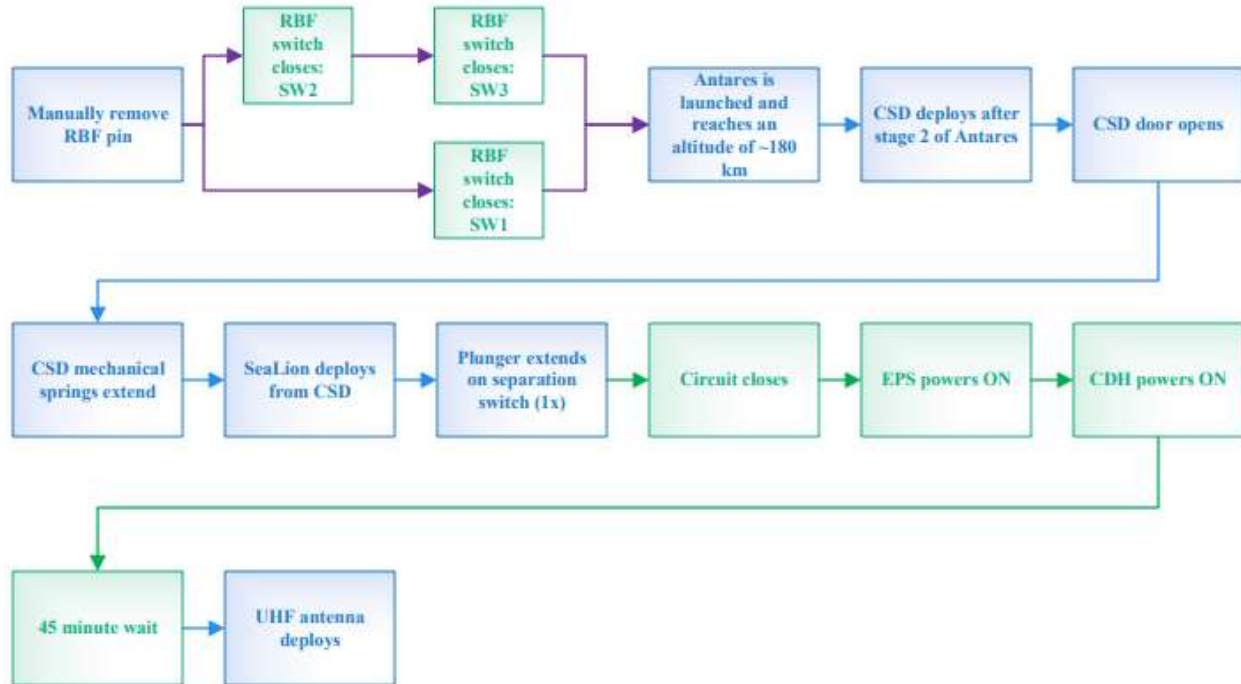 Manually remove
RBF pin
RBF
switch
closes:
SW2
RBF
switch
closes:
SW3
RBF
switch
closes:
SW1
Antares is
launched and
reaches an
altitude of ~180
km
CSD deploys after
stage 2 of Antares
CSD door opens
CSD mechanical
springs extend
SeaLion deploys
from CSD
Plunger extends
on separation
switch (1x)
Circuit closes
EPS powers ON
CDH powers ON
45 minute wait
UHF antenna
deploys